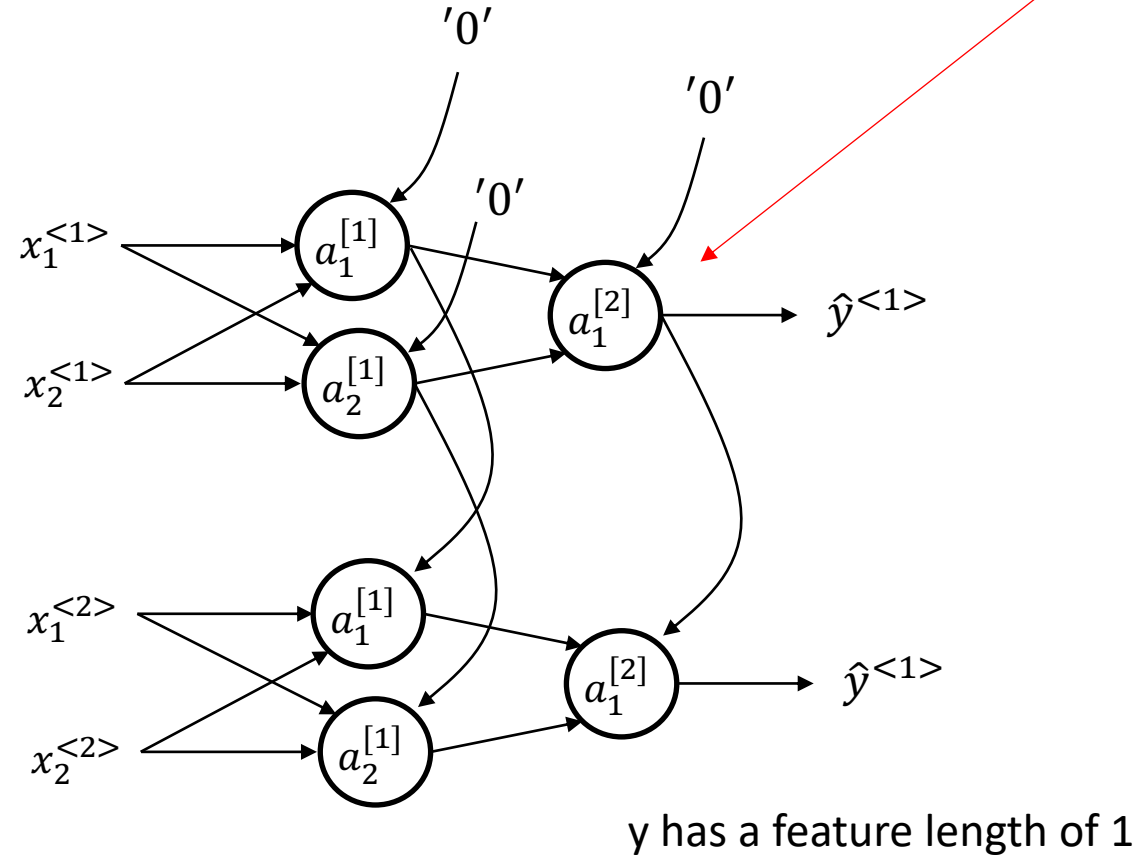 ′0′
′0′
′0′
x₁^{<1>}
a₁^{[1]}
a₁^{[2]}
ŷ^{<1>}
x₂^{<1>}
a₂^{[1]}
x₁^{<2>}
a₁^{[1]}
a₁^{[2]}
ŷ^{<1>}
x₂^{<2>}
a₂^{[1]}
y has a feature length of 1